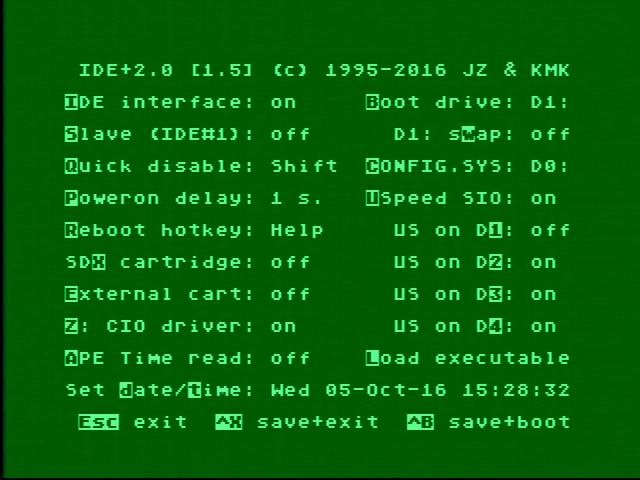 IDE+2.0 [1.5] (c) 1995-2016 JZ & KMK
IDE interface: on Boot drive: D1:
Slave (IDE#1): off D1: swap: off
Quick disable: Shift CONFIG.SYS: D0:
Poweron delay: 1 s. USpeed SIO: on
Reboot hotkey: Help US on D1: off
SDX cartridge: off US on D2: on
External cart: off US on D3: on
Z: CIO driver: on US on D4: on
APE Time read: off Load executable
Set date/time: Wed 05-Oct-16 15:28:32
ESC exit ^X save+exit ^B save+boot